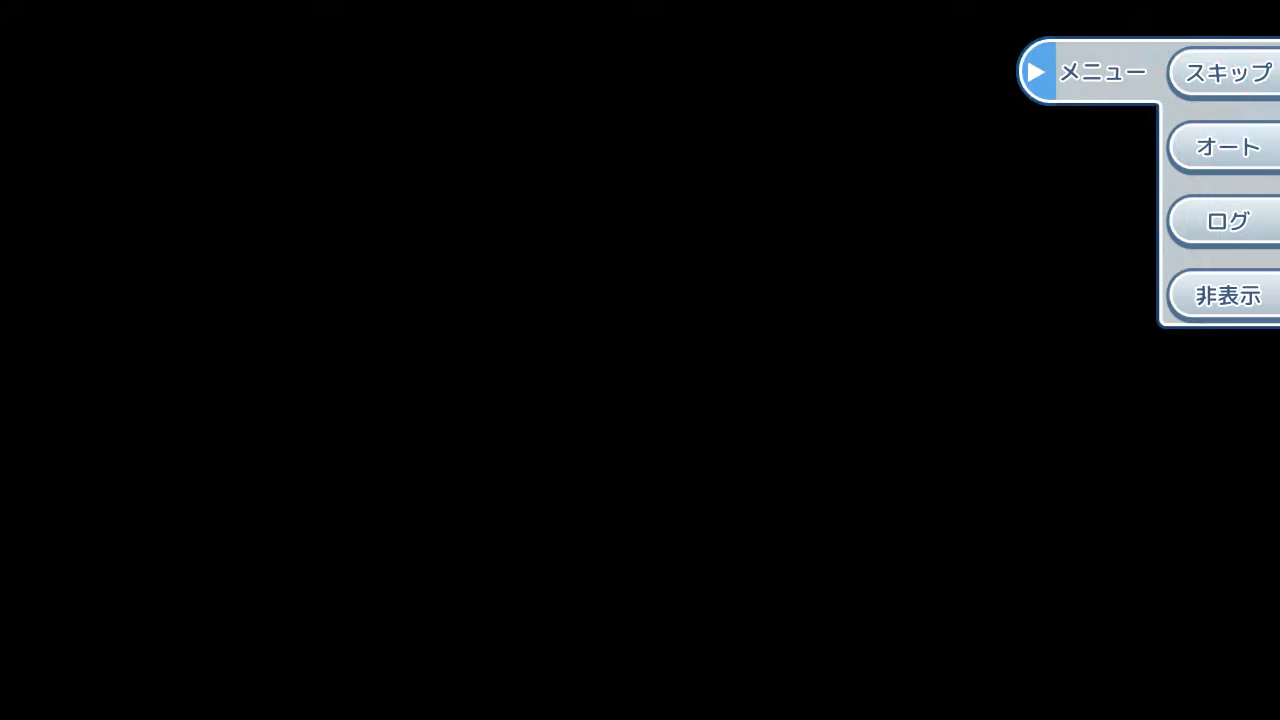 メニュー
スキップ
オート
ログ
非表示